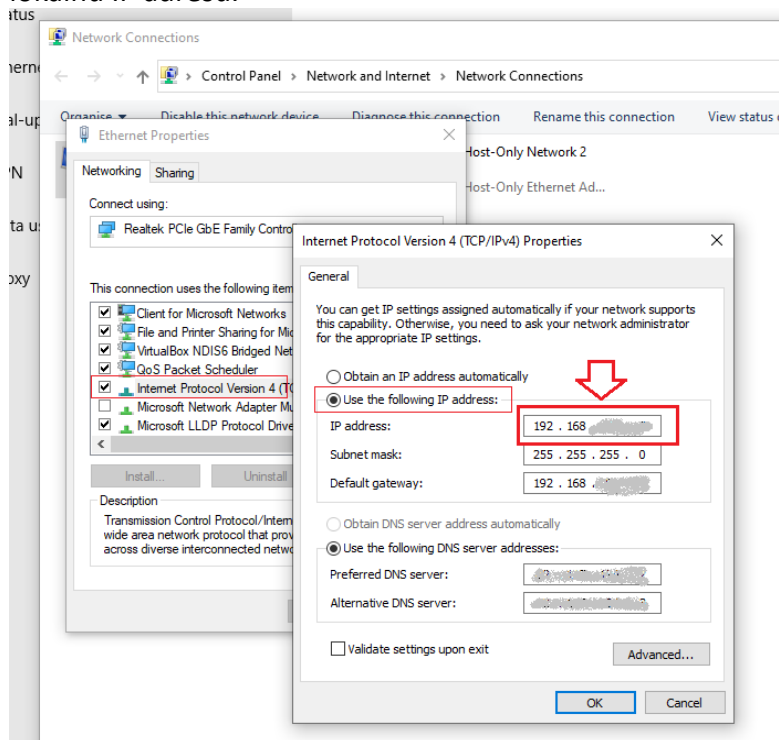 Network Connections
Control Panel > Network and Internet > Network Connections
Organise Disable this network device Diagnose this connection Rename this connection View status
Host-Only Network 2
Host-Only Ethernet Ad...
Ethernet Properties
Networking Sharing
Connect using:
Realtek PCIe GbE Family Contro
This connection uses the following item
Client for Microsoft Networks
File and Printer Sharing for Mic
VirtualBox NDIS6 Bridged Net
QoS Packet Scheduler
Internet Protocol Version 4 (TC
Microsoft Network Adapter Mu
Microsoft LLDP Protocol Drive
Install... Uninstall
Description
Transmission Control Protocol/Intern
wide area network protocol that prov
across diverse interconnected netwo
Internet Protocol Version 4 (TCP/IPv4) Properties
General
You can get IP settings assigned automatically if your network supports
this capability. Otherwise, you need to ask your network administrator
for the appropriate IP settings.
Obtain an IP address automatically
Use the following IP address:
IP address: 192 . 168
Subnet mask: 255 . 255 . 255 . 0
Default gateway: 192 . 168 .
Obtain DNS server address automatically
Use the following DNS server addresses:
Preferred DNS server:
Alternative DNS server:
Validate settings upon exit
Advanced...
OK Cancel